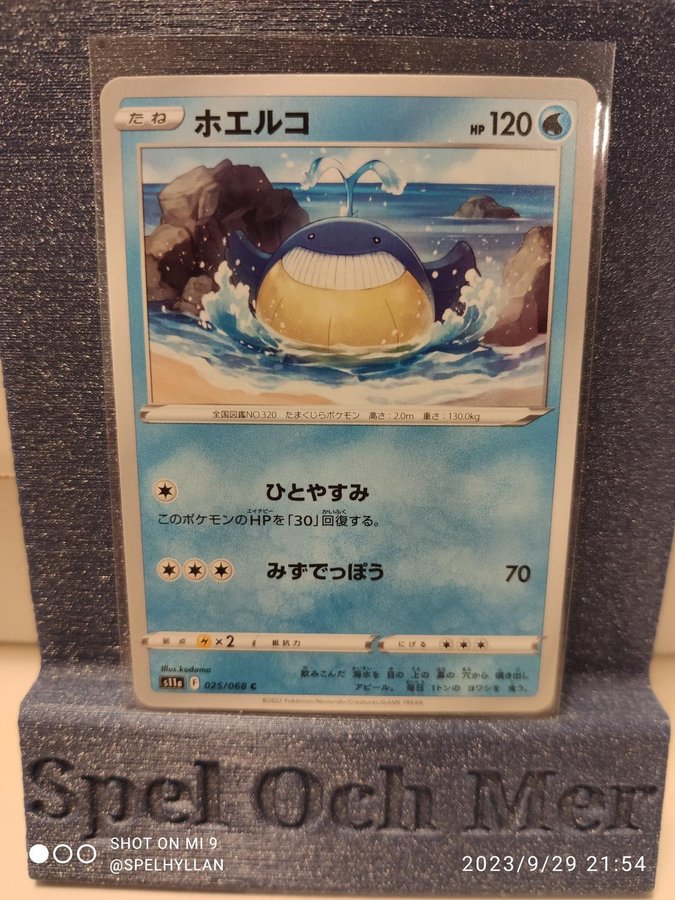 たね ホエルコ HP 120
全国図鑑NO.320 たまくじらポケモン 高さ:2.0m 重さ:130.0kg
ひとやすみ
このポケモンのHPを「30」回復する。
みずでっぽう 70
弱点 ×2 抵抗力 にげる
Illus.kodama
飲みこんだ 海水を 目の 上の 鼻の 穴から 噴き出し
アピール。毎日 1トンの ヨワシを 食う。
s11a F 025/068 C
©2022 Pokémon/Nintendo/Creatures/GAME FREAK.
Spel Och Mer
SHOT ON MI 9
@SPELHYLLAN
2023/9/29 21:54